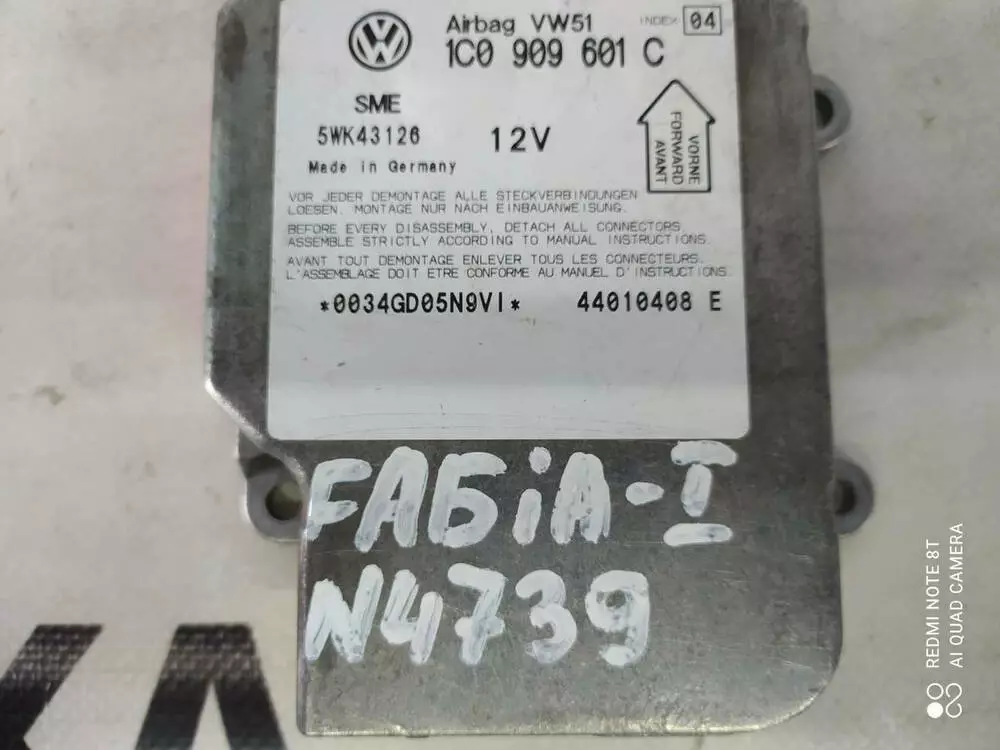 Airbag VW51
INDEX 04
1C0 909 601 C
SME
5WK43126
12V
Made in Germany
VORNE
FORWARD
AVANT
VOR JEDER DEMONTAGE ALLE STECKVERBINDUNGEN
LOESEN. MONTAGE NUR NACH EINBAUANWEISUNG.
BEFORE EVERY DISASSEMBLY, DETACH ALL CONNECTORS.
ASSEMBLE STRICTLY ACCORDING TO MANUAL INSTRUCTIONS.
AVANT TOUT DEMONTAGE ENLEVER TOUS LES CONNECTEURS.
L'ASSEMBLAGE DOIT ETRE CONFORME AU MANUEL D'INSTRUCTIONS.
*0034GD05N9VI*
44010408 E
FAБiA-I
N4739
REDMI NOTE 8T
AI QUAD CAMERA